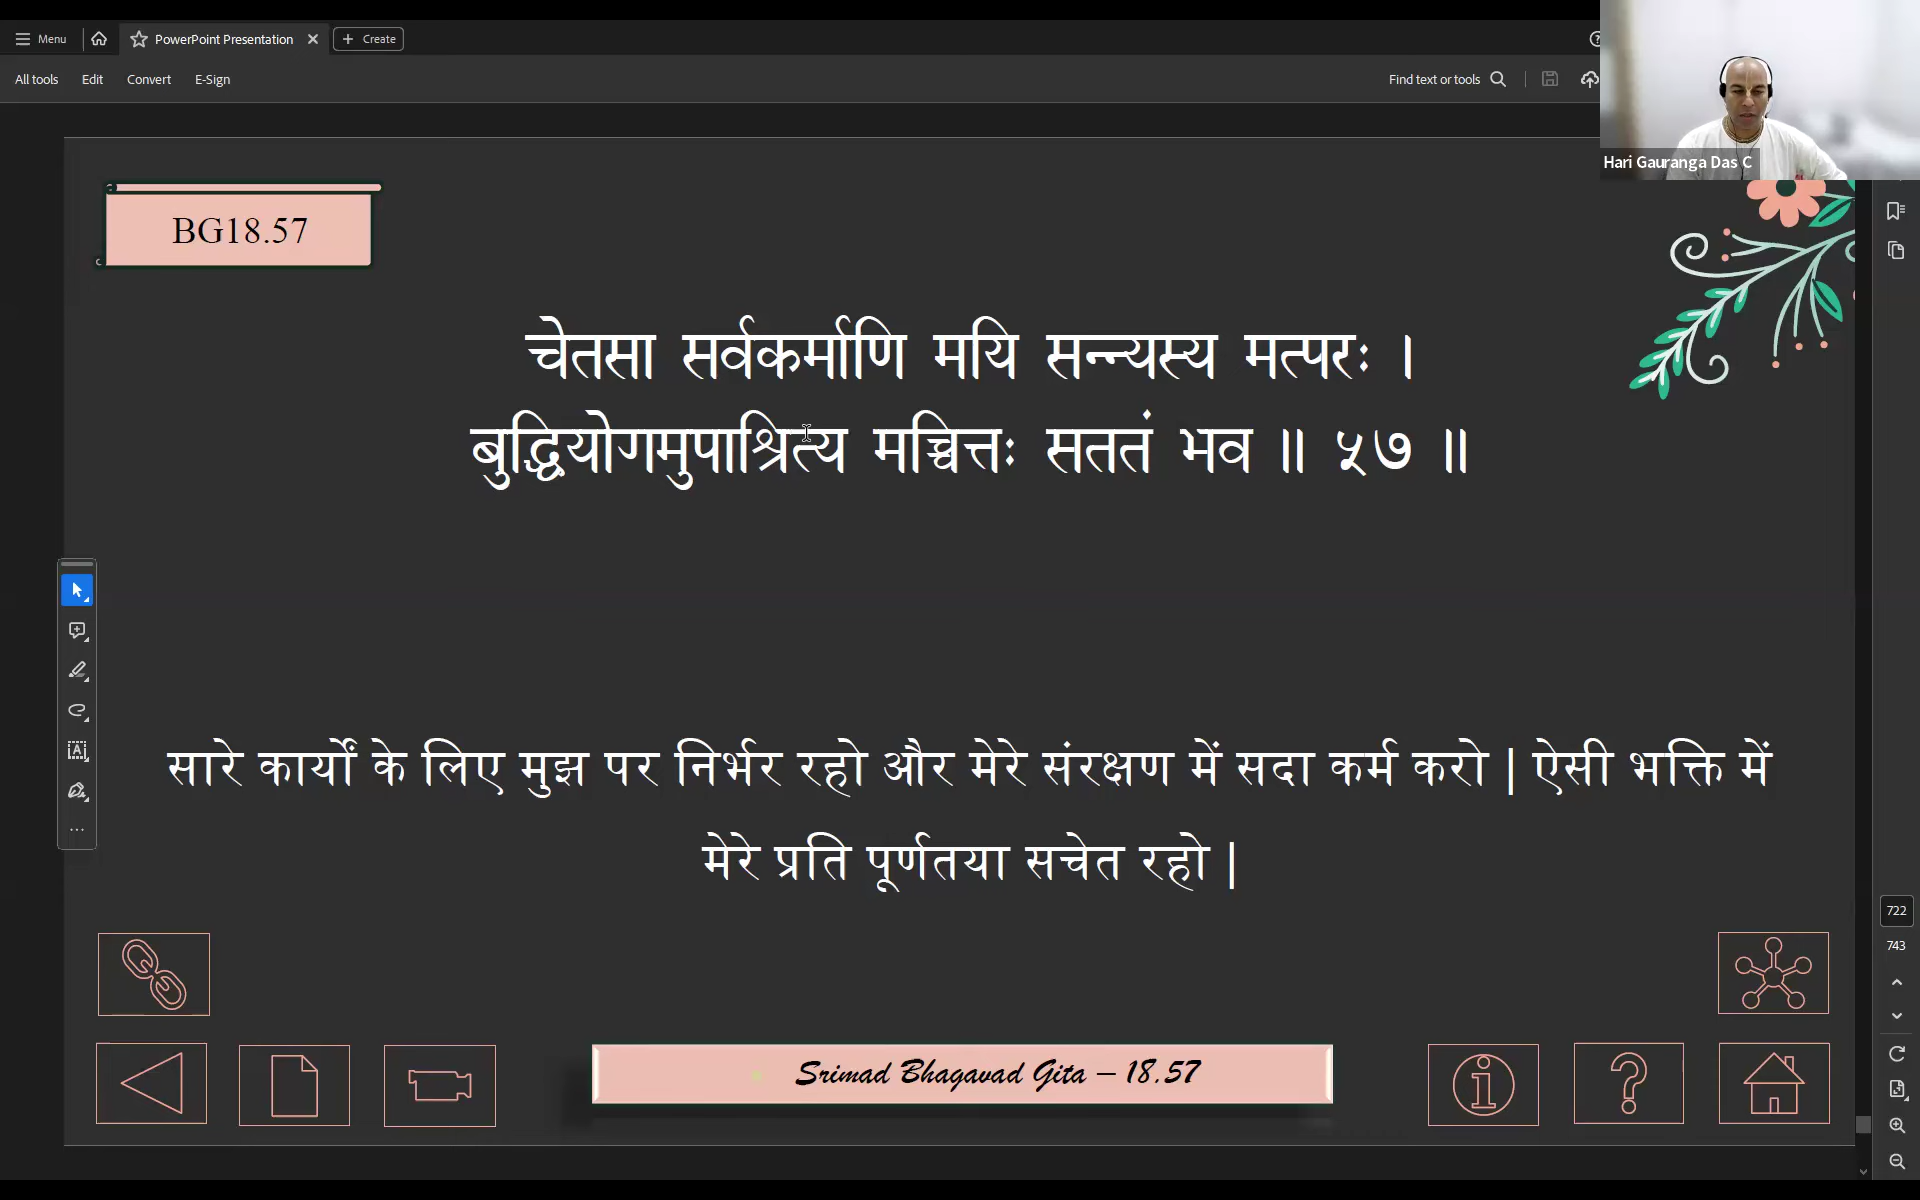 Menu
PowerPoint Presentation
Create
All tools
Edit
Convert
E-Sign
Find text or tools
Hari Gauranga Das C
BG18.57
चेतसा सर्वकर्माणि मयि सन्न्यस्य मत्परः ।
बुद्धियोगमुपाश्रित्य मच्चित्तः सततं भव ॥ ५७ ॥
सारे कार्यों के लिए मुझ पर निर्भर रहो और मेरे संरक्षण में सदा कर्म करो | ऐसी भक्ति में
मेरे प्रति पूर्णतया सचेत रहो |
722
743
Srimad Bhagavad Gita – 18.57